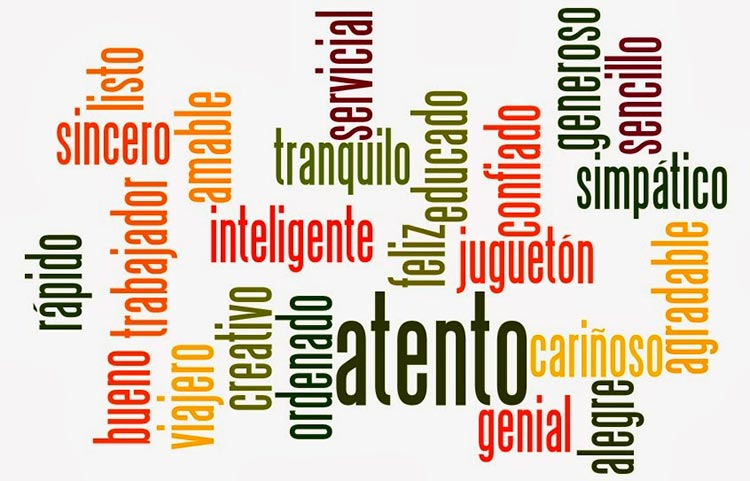 servicial
generoso
sencillo
listo
sincero
amable
tranquilo
educado
confiado
simpático
trabajador
inteligente
feliz
juguetón
agradable
rápido
creativo
ordenado
atento
cariñoso
bueno
viajero
genial
alegre